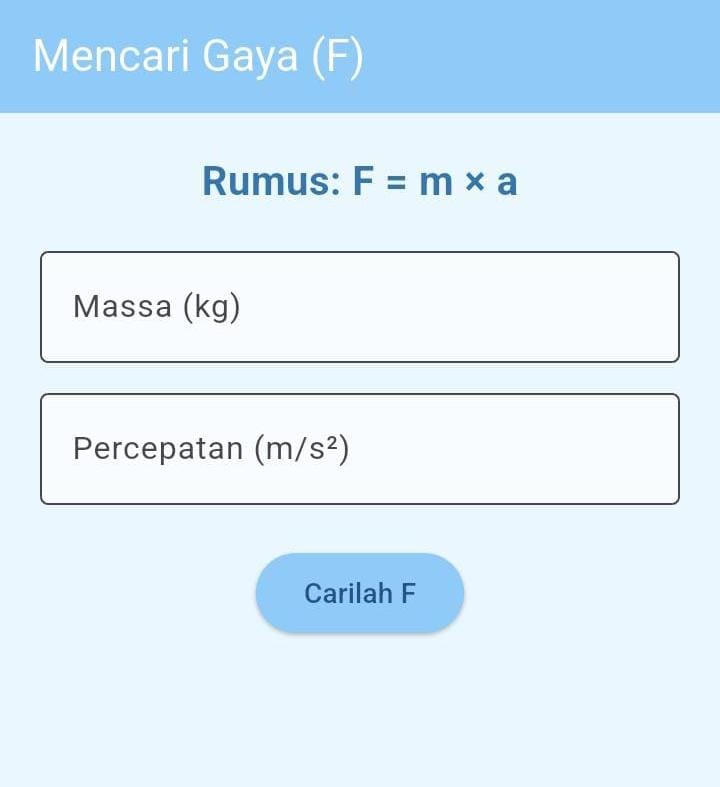 Mencari Gaya (F)
Rumus: F = m × a
Massa (kg)
Percepatan (m/s²)
Carilah F